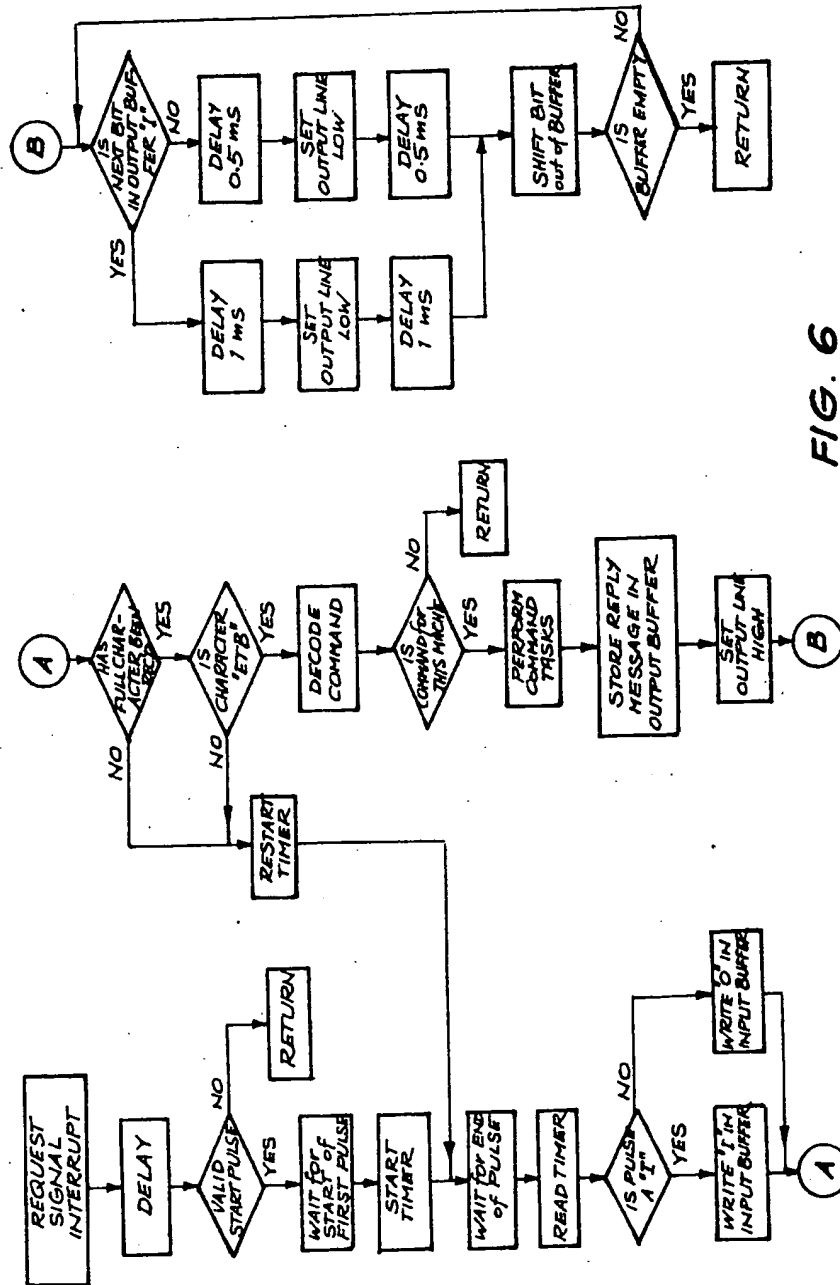 REQUEST
SIGNAL
INTERRUPT
DELAY
VALID
START PULSE
NO
RETURN
YES
WAIT for
START of
FIRST PULSE
START
TIMER
WAIT for END
of PULSE
READ TIMER
IS PULSE
A "1"
NO
YES
WRITE "1" IN
INPUT BUFFER
WRITE "0" IN
INPUT BUFFER
A
A
HAS
FULL CHAR-
ACTER BEEN
RC'D
NO
YES
IS
CHARACTER
"ETB"
NO
YES
RESTART
TIMER
DECODE
COMMAND
IS
COMMAND for
THIS MACH.
NO
RETURN
YES
PERFORM
COMMAND
TASKS
STORE REPLY
MESSAGE IN
OUTPUT BUFFER
SET
OUTPUT LINE
HIGH
B
B
IS
NEXT BIT
IN OUTPUT BUF-
FER "1"
YES
NO
DELAY
1 mS
SET
OUTPUT LINE
LOW
DELAY
1 mS
DELAY
0.5 mS
SET
OUTPUT LINE
LOW
DELAY
0.5 mS
SHIFT BIT
out of BUFFER
IS
BUFFER EMPTY
NO
YES
RETURN
FIG. 6